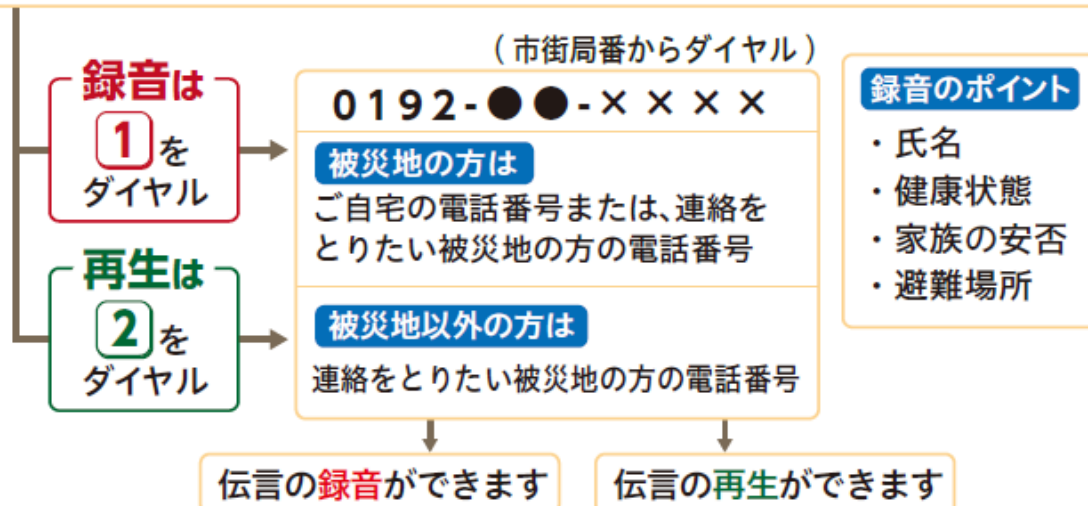 録音は
1を
ダイヤル
再生は
2を
ダイヤル
(市街局番からダイヤル)
0192-●●-××××
被災地の方は
ご自宅の電話番号または、連絡を
とりたい被災地の方の電話番号
被災地以外の方は
連絡をとりたい被災地の方の電話番号
録音のポイント
・氏名
・健康状態
・家族の安否
・避難場所
伝言の録音ができます
伝言の再生ができます